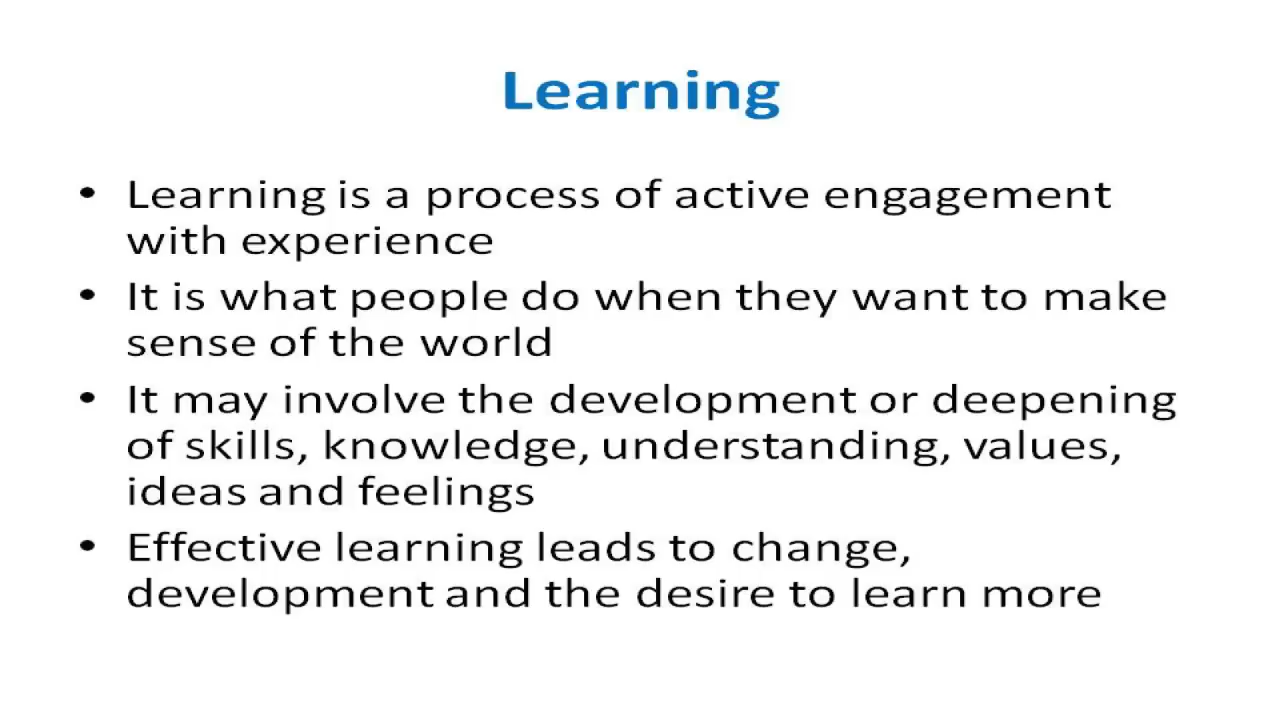 Learning
• Learning is a process of active engagement
with experience
• It is what people do when they want to make
sense of the world
• It may involve the development or deepening
of skills, knowledge, understanding, values,
ideas and feelings
• Effective learning leads to change,
development and the desire to learn more